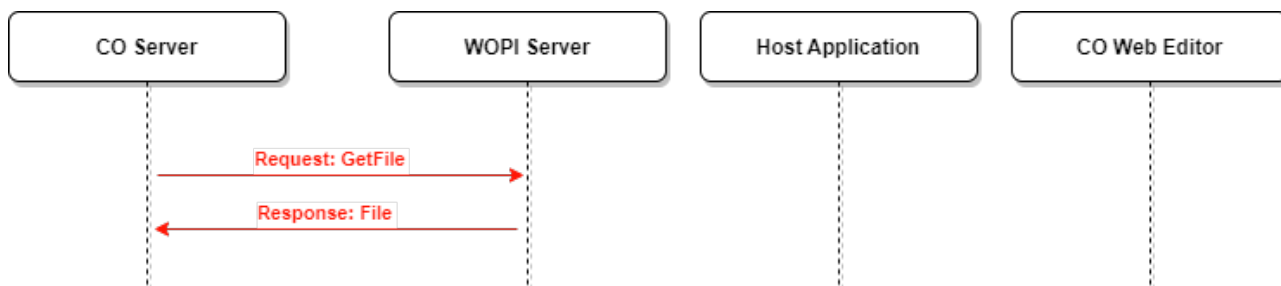 CO Server
WOPI Server
Host Application
CO Web Editor
Request: GetFile
Response: File